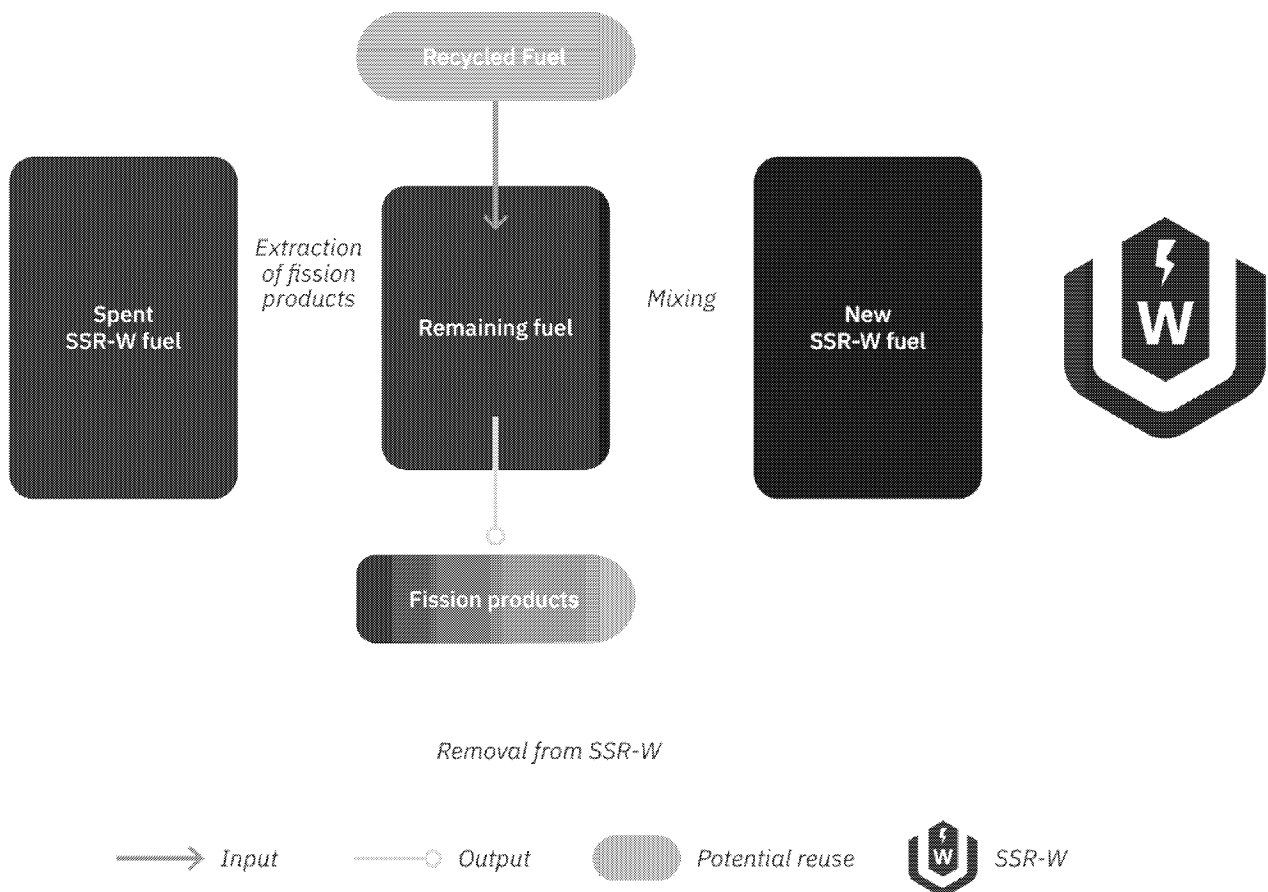 Recycled Fuel
Spent
SSR-W fuel
Extraction
of fission
products
Remaining fuel
Mixing
New
SSR-W fuel
W
Fission products
Removal from SSR-W
Input
Output
Potential reuse
W
SSR-W